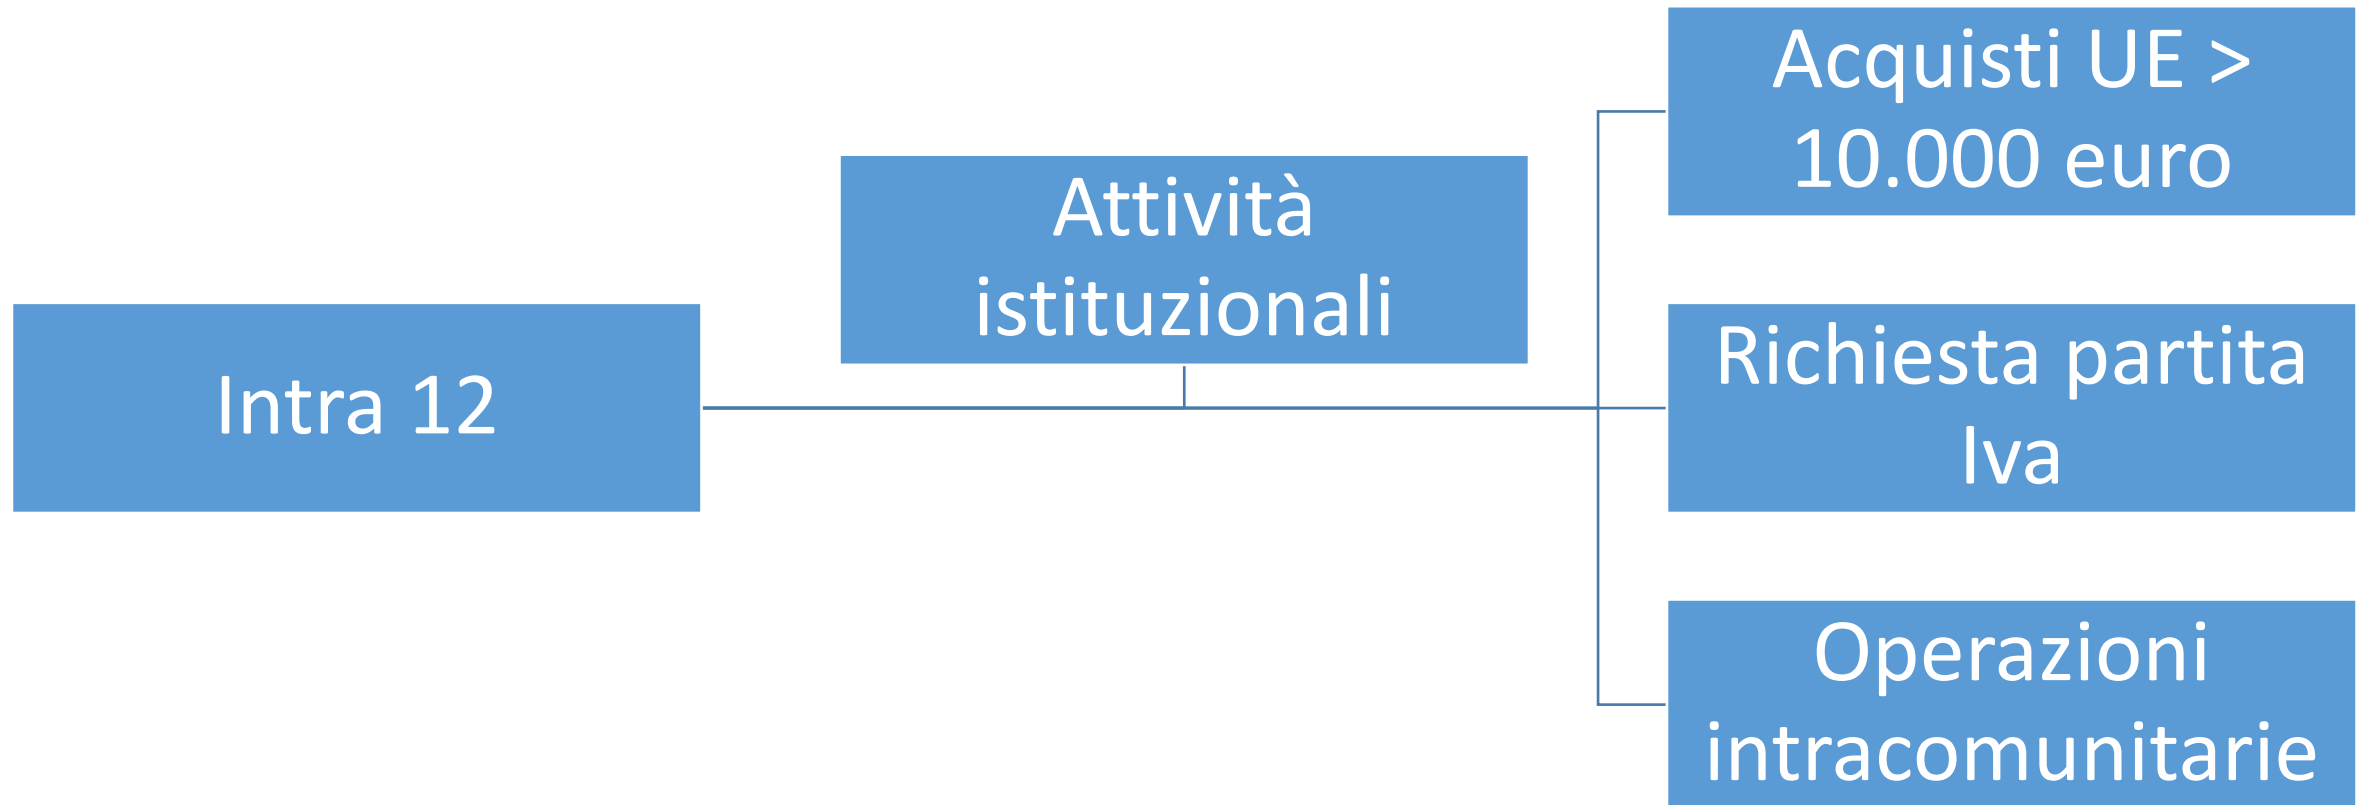 Intra 12
Attività
istituzionali
Acquisti UE >
10.000 euro
Richiesta partita
Iva
Operazioni
intracomunitarie